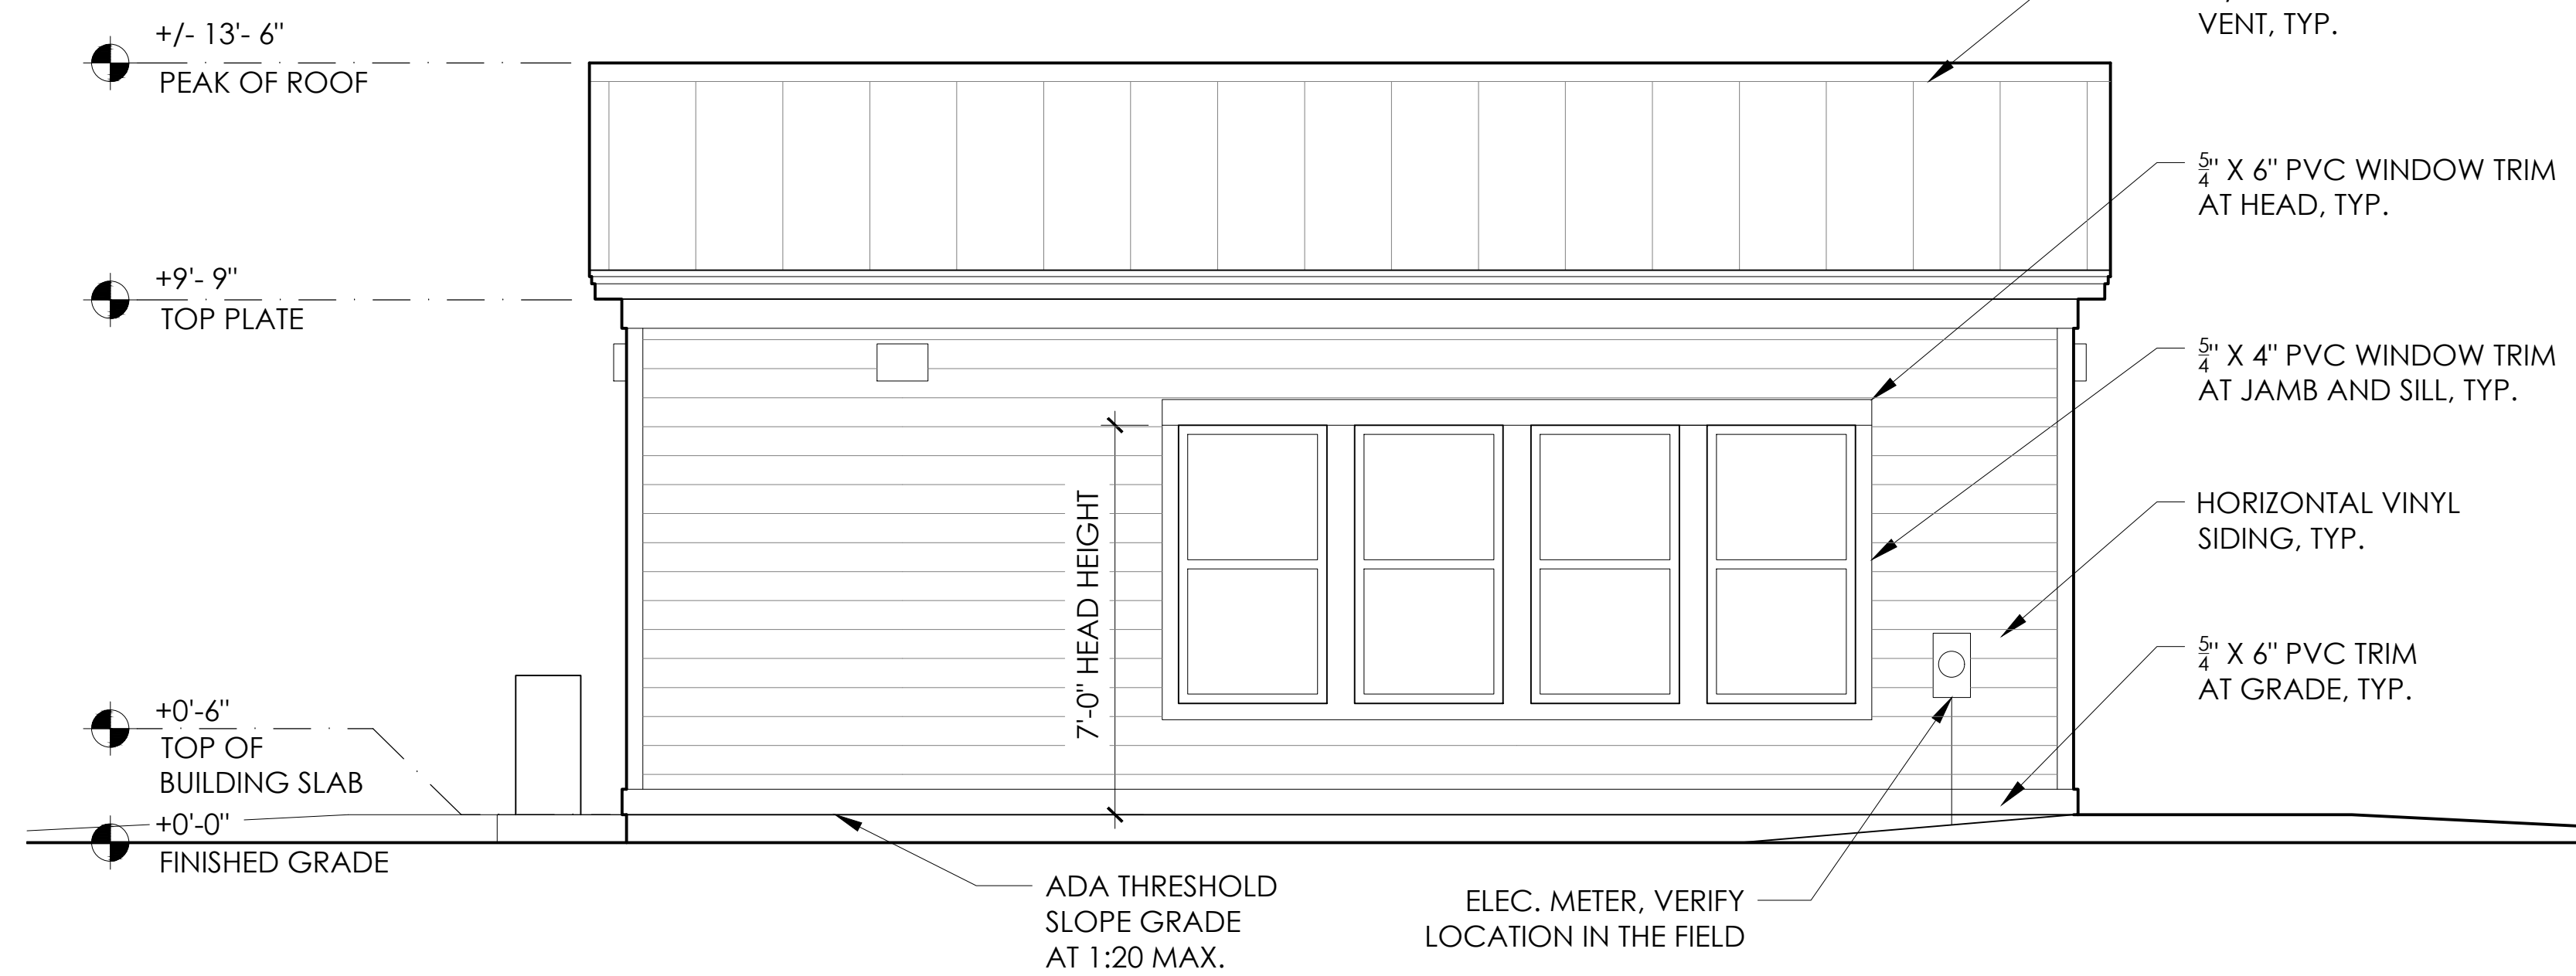 +/- 13'- 6"
PEAK OF ROOF
+9'- 9"
TOP PLATE
+0'-6"
TOP OF
BUILDING SLAB
+0'-0"
FINISHED GRADE
7'-0" HEAD HEIGHT
ADA THRESHOLD
SLOPE GRADE
AT 1:20 MAX.
ELEC. METER, VERIFY
LOCATION IN THE FIELD
VENT, TYP.
5/4" X 6" PVC WINDOW TRIM
AT HEAD, TYP.
5/4" X 4" PVC WINDOW TRIM
AT JAMB AND SILL, TYP.
HORIZONTAL VINYL
SIDING, TYP.
5/4" X 6" PVC TRIM
AT GRADE, TYP.